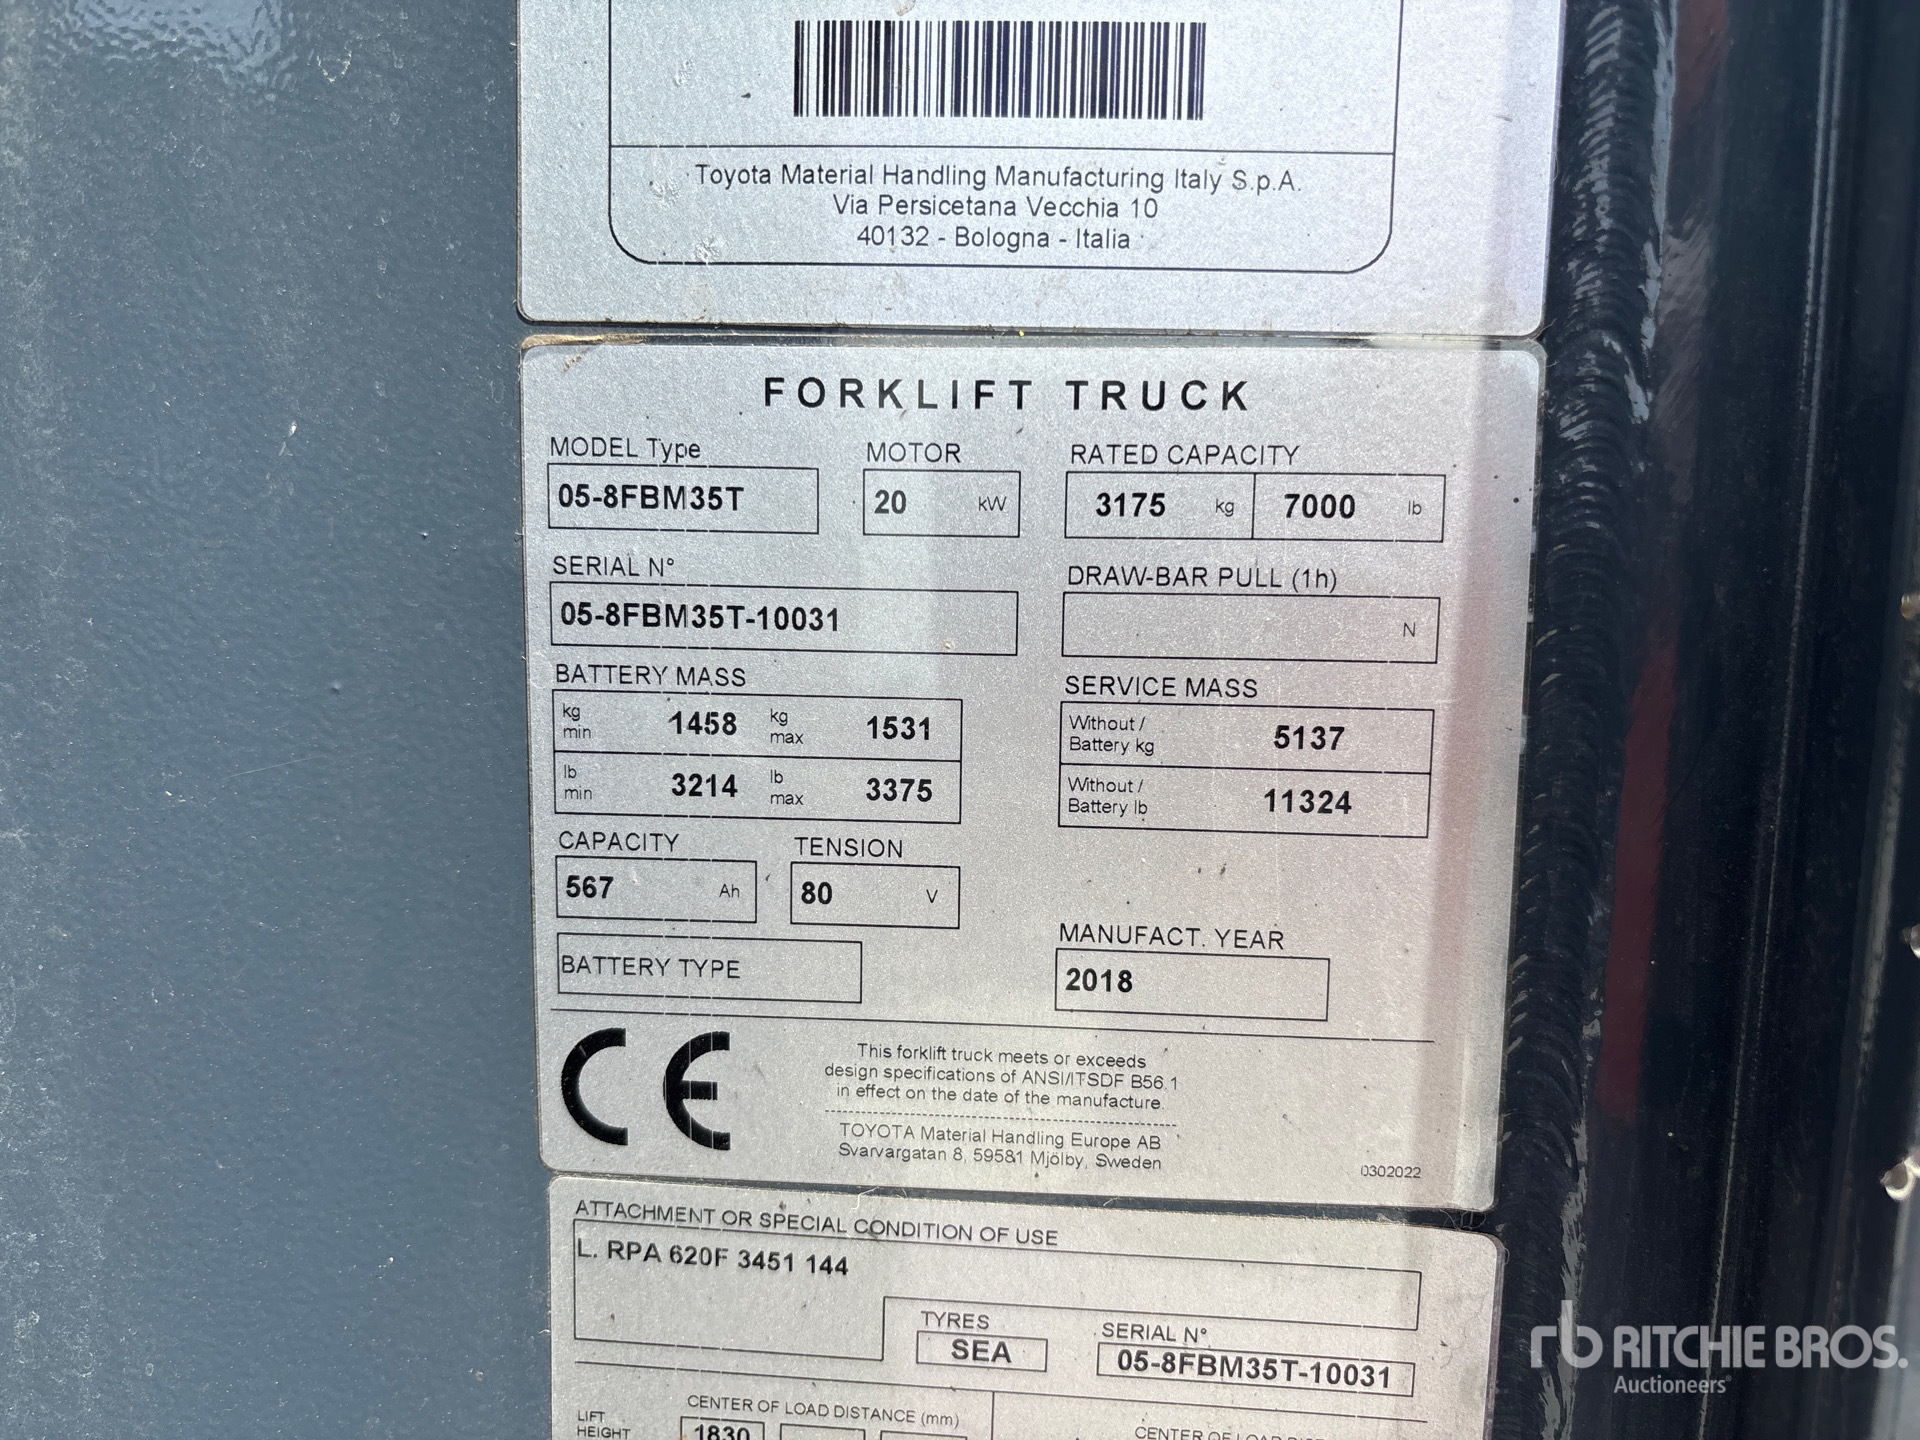 Toyota Material Handling Manufacturing Italy S.p.A.
Via Persicetana Vecchia 10
40132 - Bologna - Italia
FORKLIFT TRUCK
MODEL Type
05-8FBM35T
MOTOR
20 kW
RATED CAPACITY
3175 kg 7000 lb
SERIAL N°
05-8FBM35T-10031
DRAW-BAR PULL (1h)
N
BATTERY MASS
kg min 1458 kg max 1531
lb min 3214 lb max 3375
SERVICE MASS
Without / Battery kg 5137
Without / Battery lb 11324
CAPACITY
567 Ah
TENSION
80 V
BATTERY TYPE
MANUFACT. YEAR
2018
CE
This forklift truck meets or exceeds
design specifications of ANSI/ITSDF B56.1
in effect on the date of the manufacture.
TOYOTA Material Handling Europe AB
Svarvargatan 8, 59581 Mjölby, Sweden
0302022
ATTACHMENT OR SPECIAL CONDITION OF USE
L. RPA 620F 3451 144
TYRES
SEA
SERIAL N°
05-8FBM35T-10031
CENTER OF LOAD DISTANCE (mm)
LIFT
HEIGHT
1830
CENTER OF LOAD
rb RITCHIE BROS.
Auctioneers